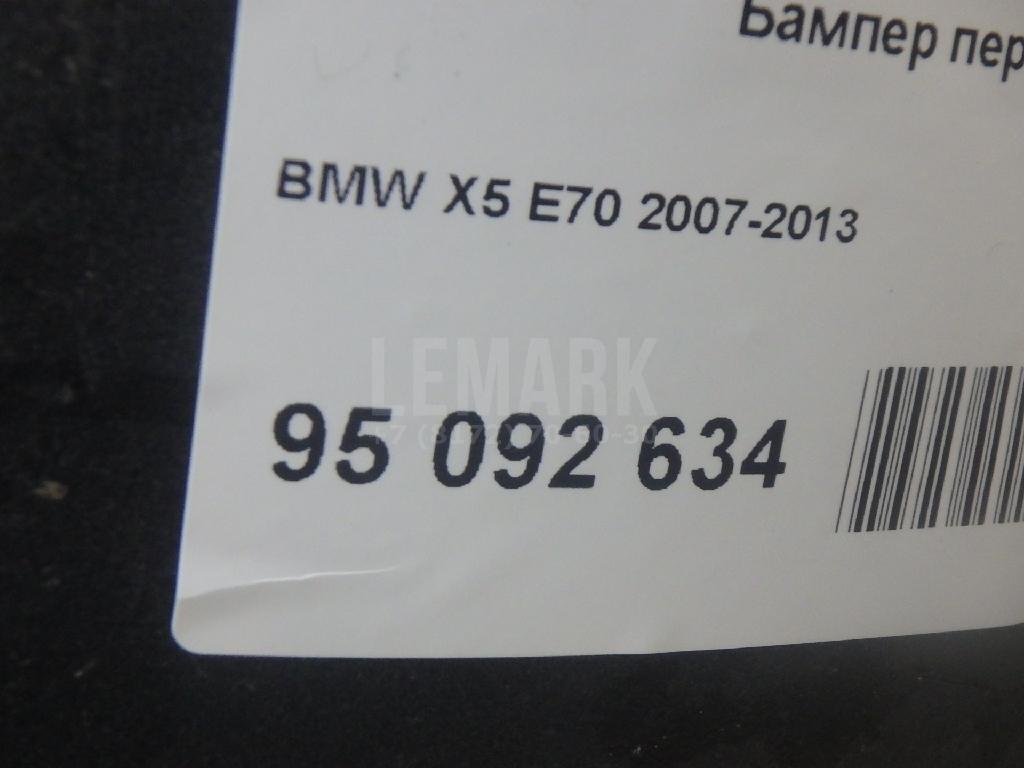 Бампер пер
BMW X5 E70 2007-2013
LEMARK
95 092 634